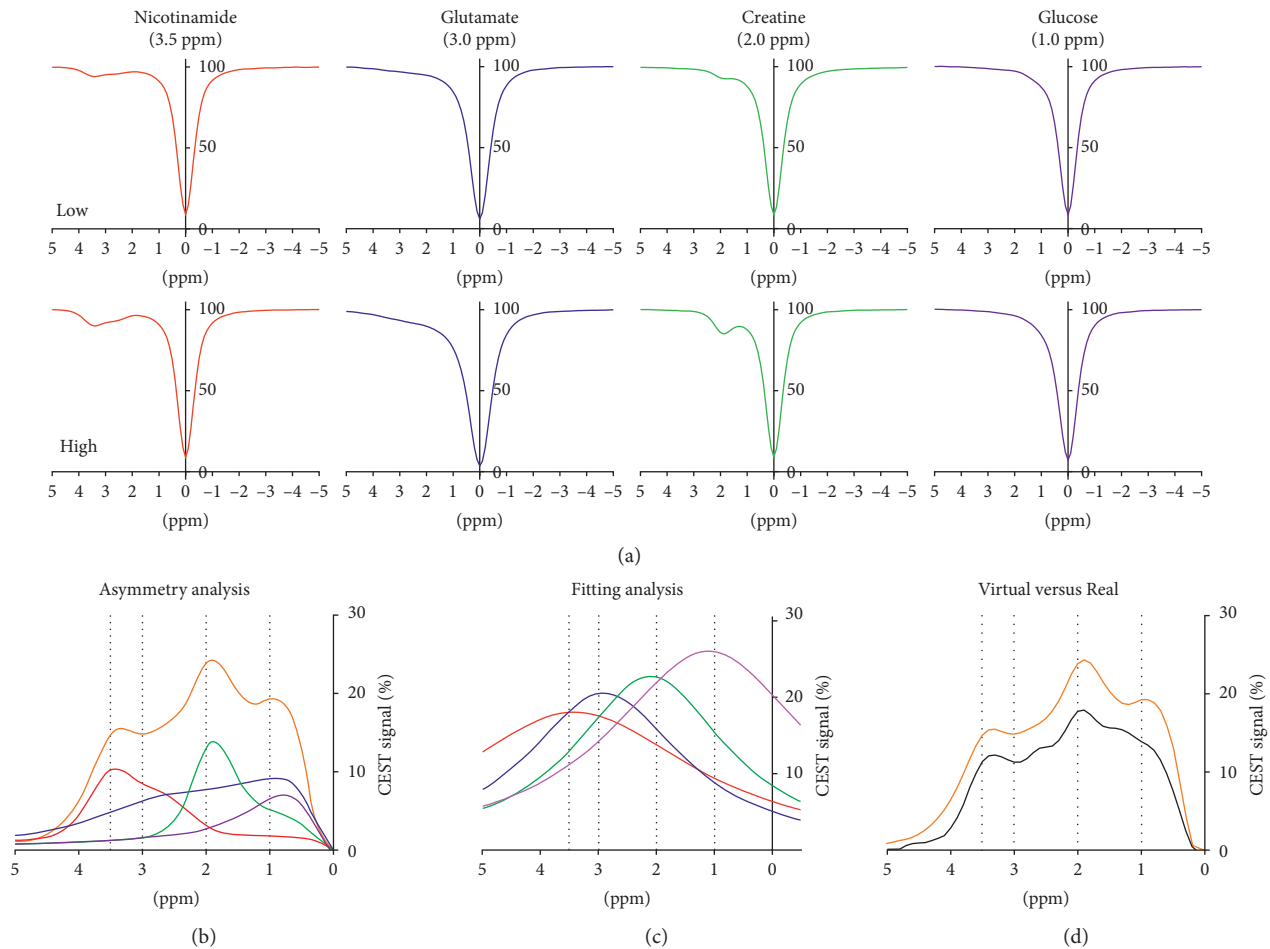 Nicotinamide
(3.5 ppm)
Glutamate
(3.0 ppm)
Creatine
(2.0 ppm)
Glucose
(1.0 ppm)
100
50
0
Low
5 4 3 2 1 0 –1 –2 –3 –4 –5
(ppm)
100
50
0
5 4 3 2 1 0 –1 –2 –3 –4 –5
(ppm)
100
50
0
5 4 3 2 1 0 –1 –2 –3 –4 –5
(ppm)
100
50
0
5 4 3 2 1 0 –1 –2 –3 –4 –5
(ppm)
100
50
0
High
5 4 3 2 1 0 –1 –2 –3 –4 –5
(ppm)
100
50
0
5 4 3 2 1 0 –1 –2 –3 –4 –5
(ppm)
100
50
0
5 4 3 2 1 0 –1 –2 –3 –4 –5
(ppm)
100
50
0
5 4 3 2 1 0 –1 –2 –3 –4 –5
(ppm)
(a)
Asymmetry analysis
30
20
10
0
CEST signal (%)
5 4 3 2 1 0
(ppm)
(b)
Fitting analysis
30
20
10
0
CEST signal (%)
5 4 3 2 1 0
(ppm)
(c)
Virtual versus Real
30
20
10
0
CEST signal (%)
5 4 3 2 1 0
(ppm)
(d)